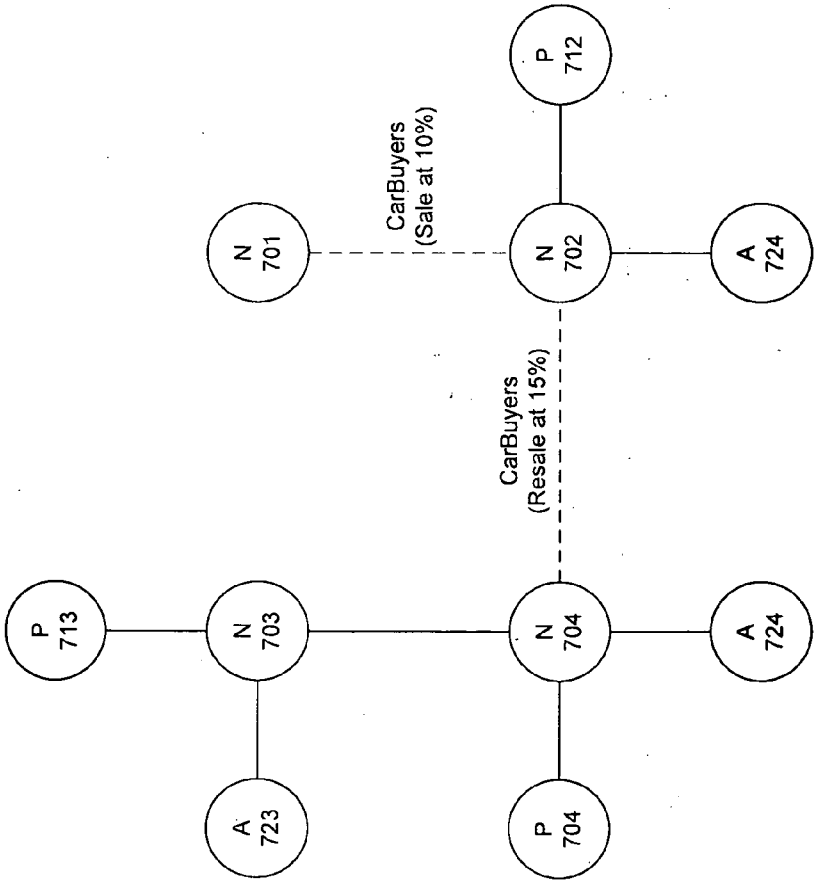 P
713
A
723
N
703
P
704
N
704
A
724
CarBuyers
(Resale at 15%)
N
701
CarBuyers
(Sale at 10%)
N
702
P
712
A
724